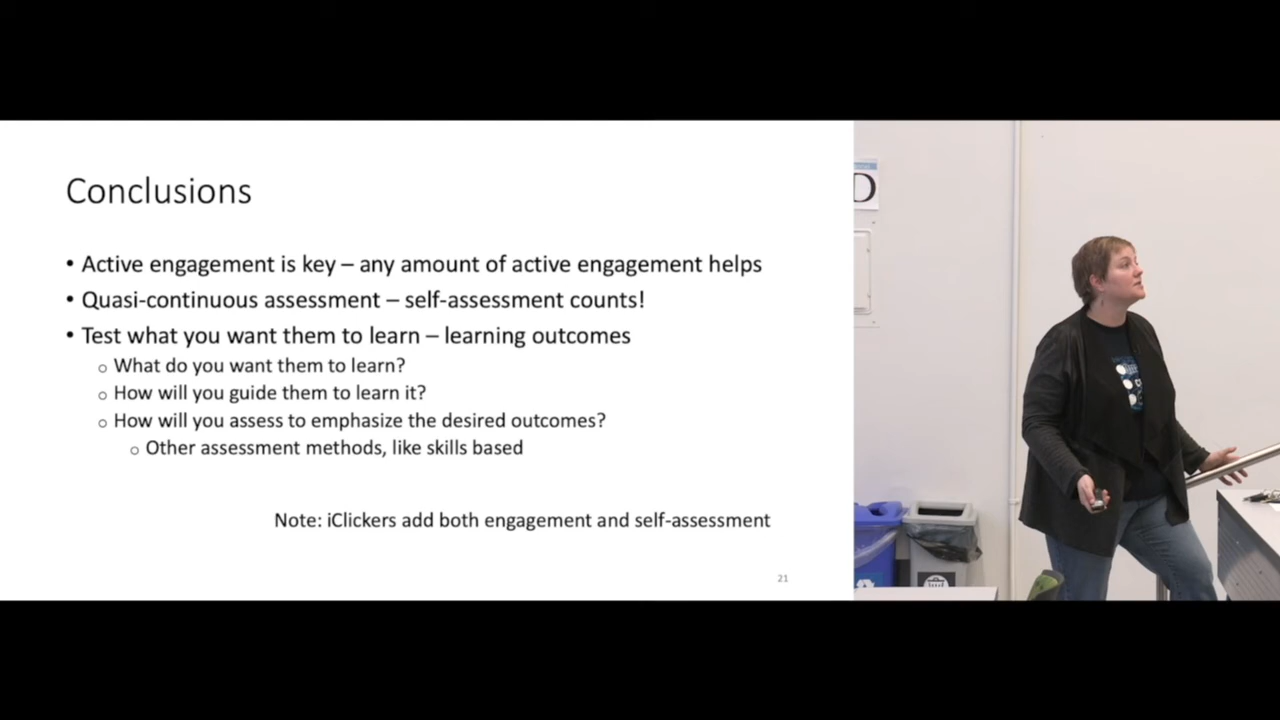 Conclusions
• Active engagement is key – any amount of active engagement helps
• Quasi-continuous assessment – self-assessment counts!
• Test what you want them to learn – learning outcomes
o What do you want them to learn?
o How will you guide them to learn it?
o How will you assess to emphasize the desired outcomes?
o Other assessment methods, like skills based
Note: iClickers add both engagement and self-assessment
21
D